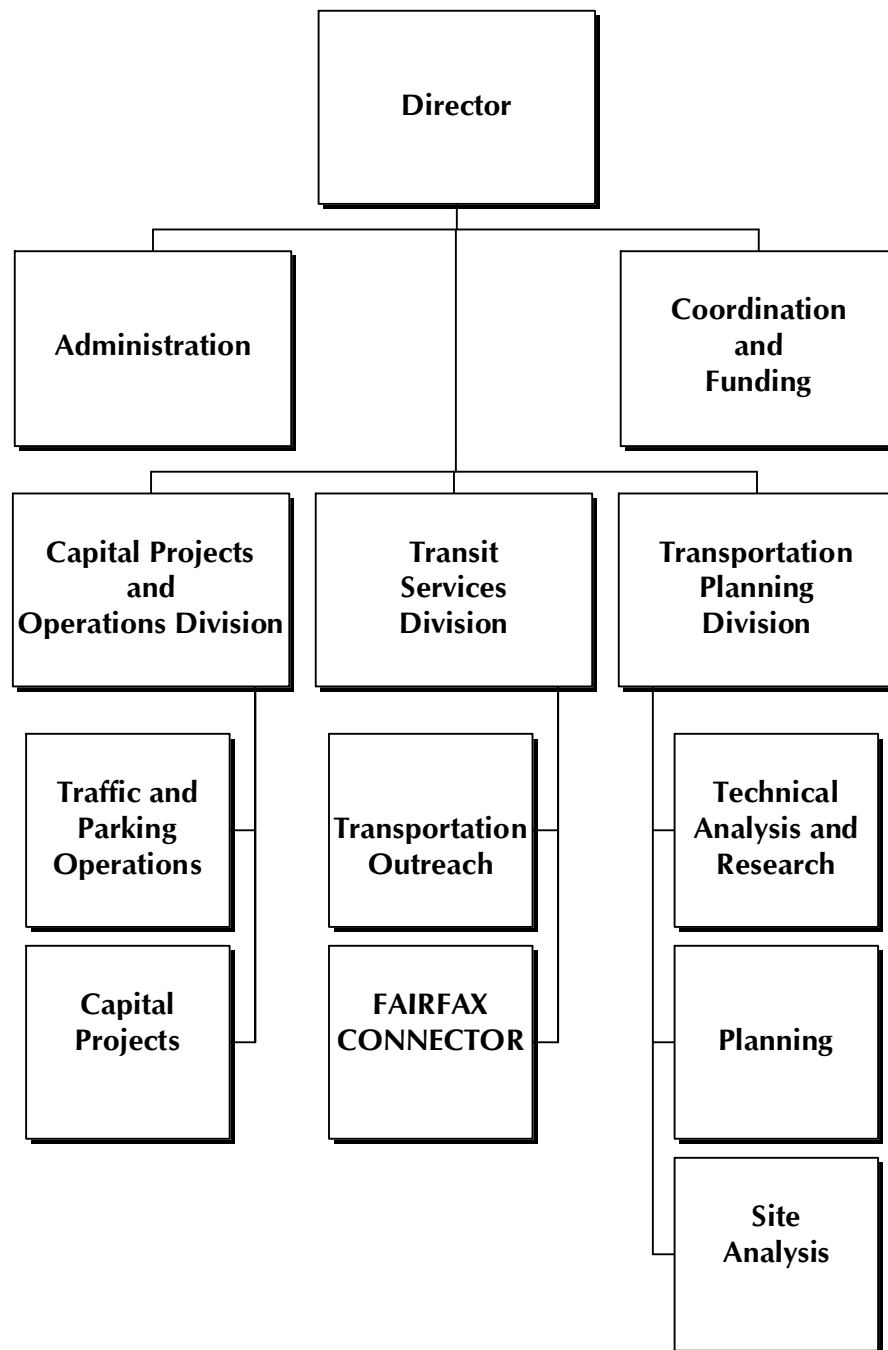 Director
Administration
Coordination
and
Funding
Capital Projects
and
Operations Division
Transit
Services
Division
Transportation
Planning
Division
Traffic and
Parking
Operations
Transportation
Outreach
Technical
Analysis and
Research
Capital
Projects
FAIRFAX
CONNECTOR
Planning
Site
Analysis